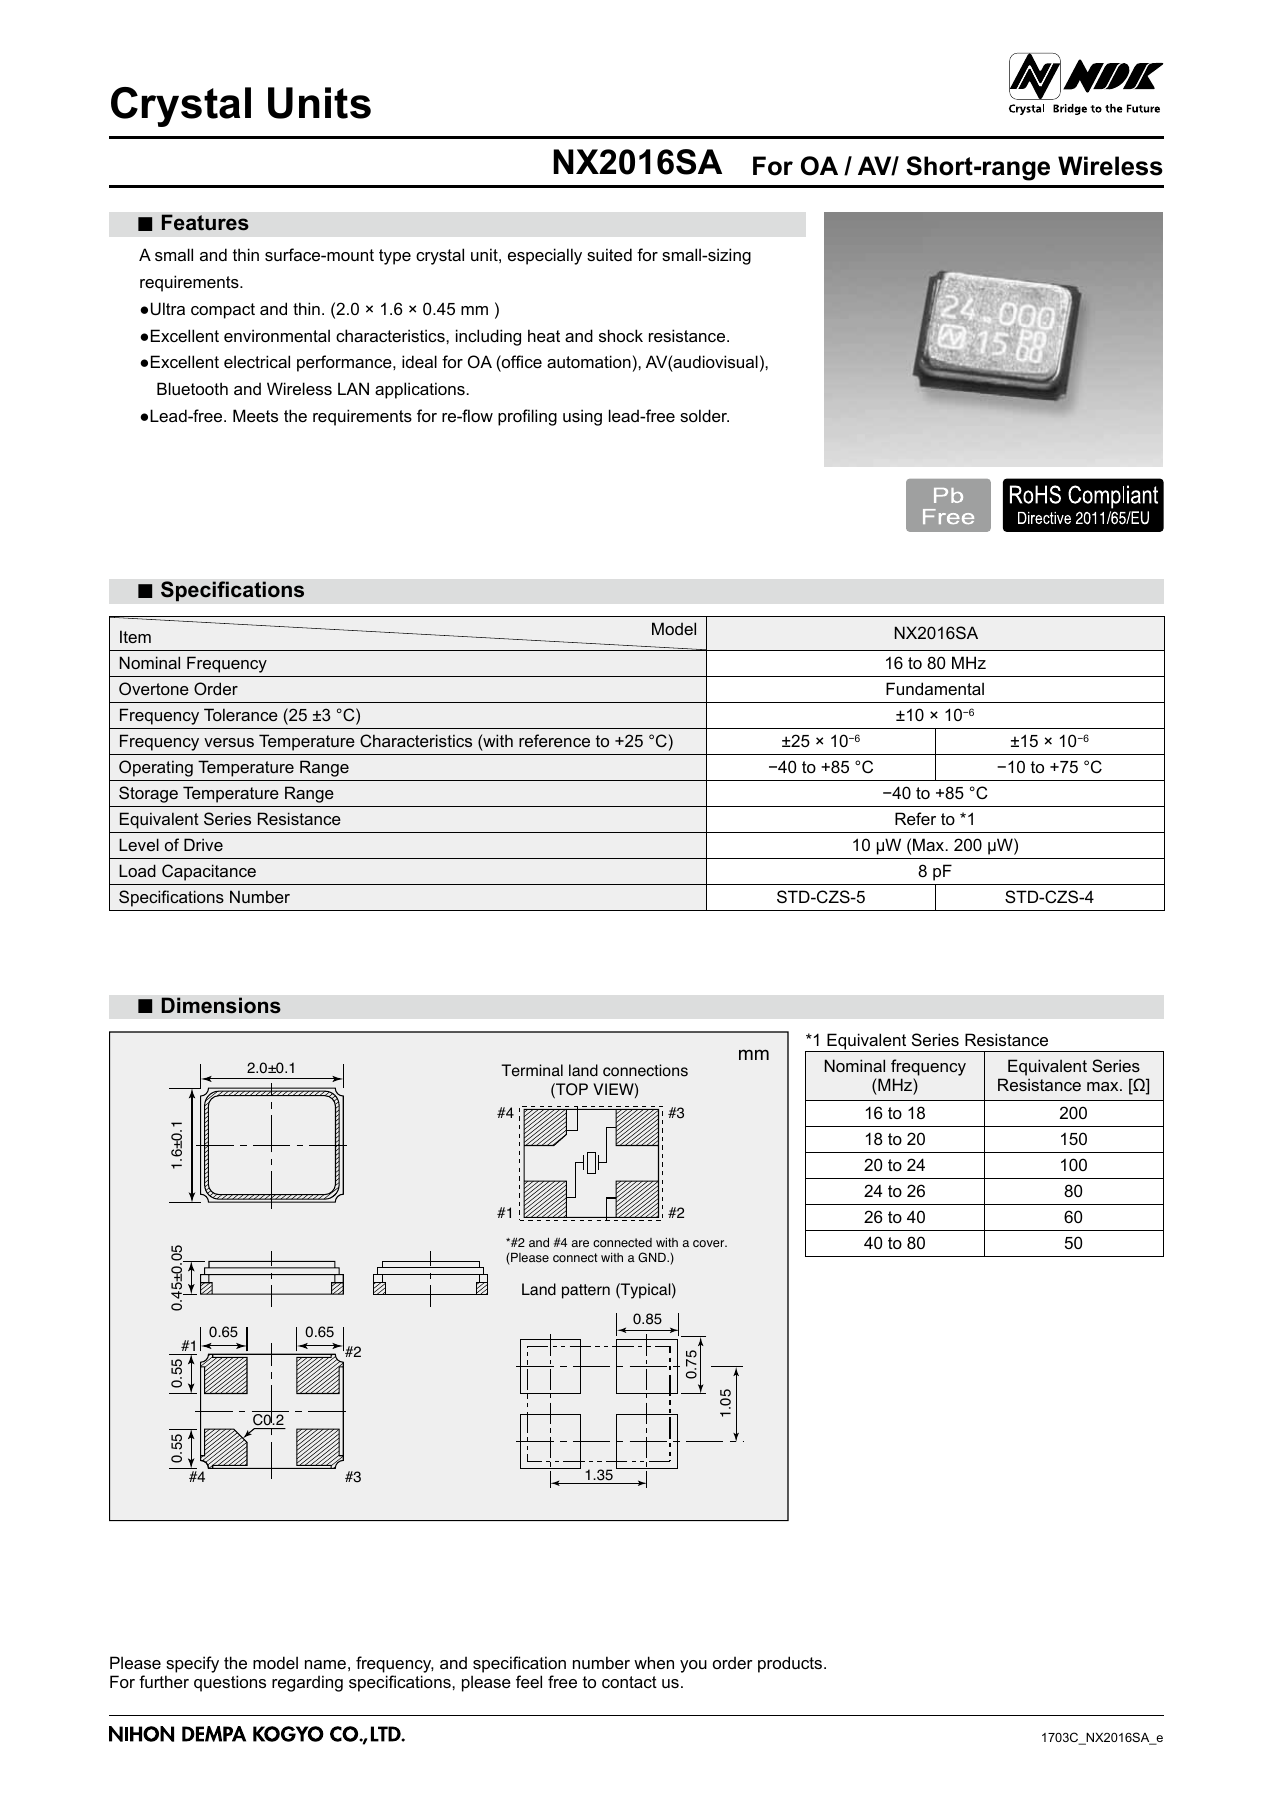 NDK
Crystal Bridge to the Future
Crystal Units
NX2016SA For OA / AV/ Short-range Wireless
■ Features
A small and thin surface-mount type crystal unit, especially suited for small-sizing
requirements.
●Ultra compact and thin. (2.0 × 1.6 × 0.45 mm )
●Excellent environmental characteristics, including heat and shock resistance.
●Excellent electrical performance, ideal for OA (office automation), AV(audiovisual),
Bluetooth and Wireless LAN applications.
●Lead-free. Meets the requirements for re-flow profiling using lead-free solder.
24.000
15
Pb
Free
RoHS Compliant
Directive 2011/65/EU
■ Specifications
Item Model NX2016SA
Nominal Frequency 16 to 80 MHz
Overtone Order Fundamental
Frequency Tolerance (25 ±3 °C) ±10 × 10⁻⁶
Frequency versus Temperature Characteristics (with reference to +25 °C) ±25 × 10⁻⁶ ±15 × 10⁻⁶
Operating Temperature Range −40 to +85 °C −10 to +75 °C
Storage Temperature Range −40 to +85 °C
Equivalent Series Resistance Refer to *1
Level of Drive 10 μW (Max. 200 μW)
Load Capacitance 8 pF
Specifications Number STD-CZS-5 STD-CZS-4
■ Dimensions
mm
2.0±0.1
1.6±0.1
0.45±0.05
#1 0.65 0.65 #2
0.55
C0.2
0.55
#4 #3
Terminal land connections
(TOP VIEW)
#4 #3
#1 #2
*#2 and #4 are connected with a cover.
(Please connect with a GND.)
Land pattern (Typical)
0.85
0.75
1.05
1.35
*1 Equivalent Series Resistance
Nominal frequency Equivalent Series
(MHz) Resistance max. [Ω]
16 to 18 200
18 to 20 150
20 to 24 100
24 to 26 80
26 to 40 60
40 to 80 50
Please specify the model name, frequency, and specification number when you order products.
For further questions regarding specifications, please feel free to contact us.
NIHON DEMPA KOGYO CO.,LTD.
1703C_NX2016SA_e